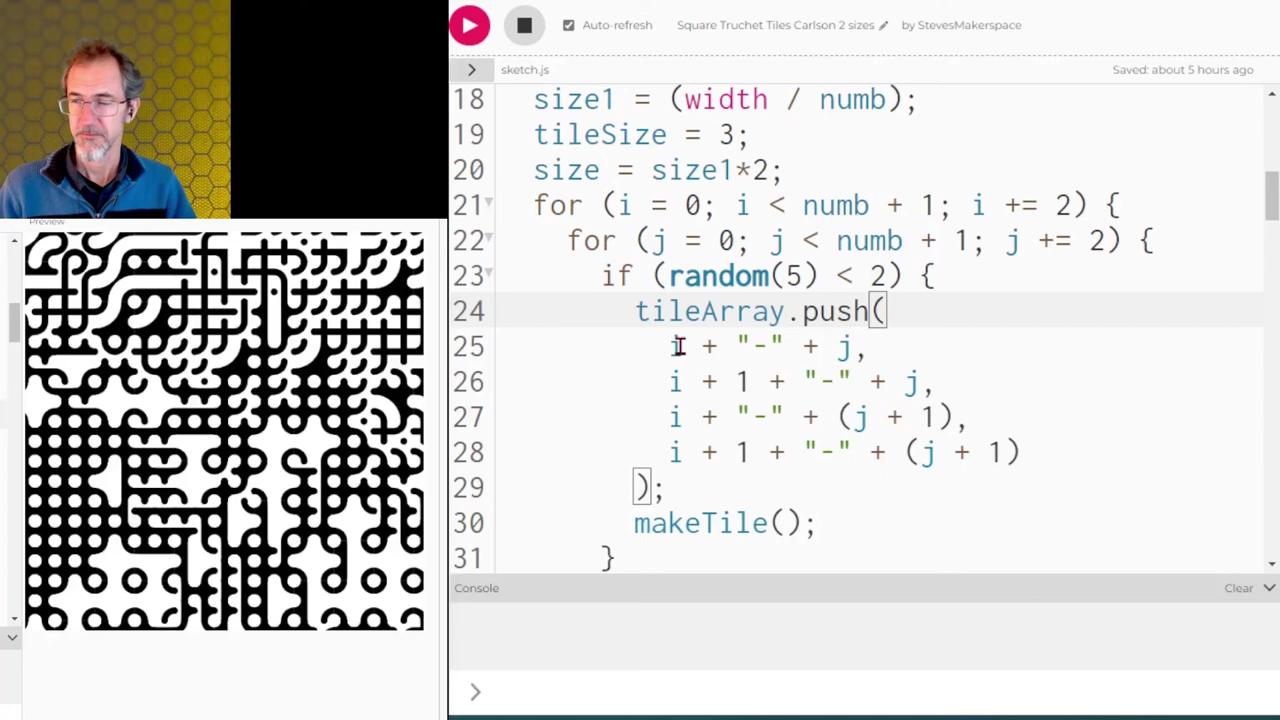 Auto-refresh
Square Truchet Tiles Carlson 2 sizes
by StevesMakerspace
sketch.js
Saved: about 5 hours ago
Preview
18 size1 = (width / numb);
19 tileSize = 3;
20 size = size1*2;
21 for (i = 0; i < numb + 1; i += 2) {
22 for (j = 0; j < numb + 1; j += 2) {
23 if (random(5) < 2) {
24 tileArray.push(
25 i + "-" + j,
26 i + 1 + "-" + j,
27 i + "-" + (j + 1),
28 i + 1 + "-" + (j + 1)
29 );
30 makeTile();
31 }
Console
Clear